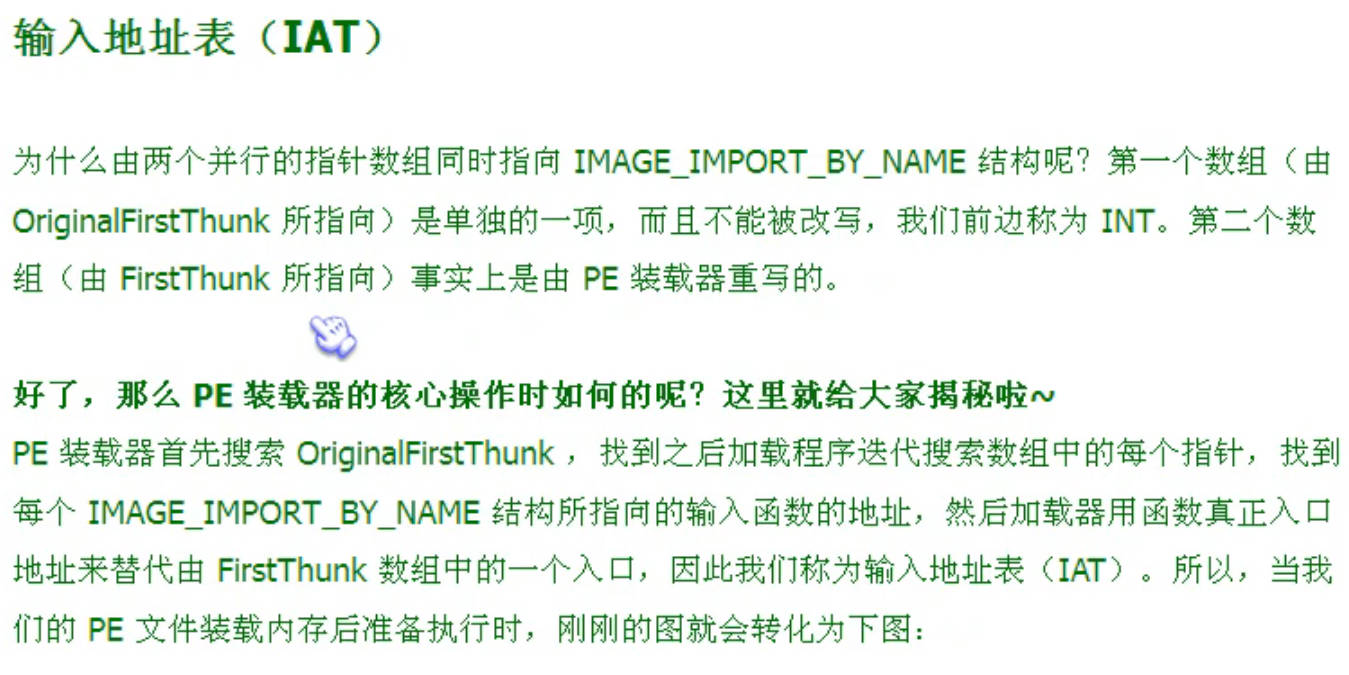 输入地址表（IAT）
为什么由两个并行的指针数组同时指向 IMAGE_IMPORT_BY_NAME 结构呢？第一个数组（由
OriginalFirstThunk 所指向）是单独的一项，而且不能被改写，我们前边称为 INT。第二个数
组（由 FirstThunk 所指向）事实上是由 PE 装载器重写的。
好了，那么 PE 装载器的核心操作时如何的呢？这里就给大家揭秘啦~
PE 装载器首先搜索 OriginalFirstThunk ，找到之后加载程序迭代搜索数组中的每个指针，找到
每个 IMAGE_IMPORT_BY_NAME 结构所指向的输入函数的地址，然后加载器用函数真正入口
地址来替代由 FirstThunk 数组中的一个入口，因此我们称为输入地址表（IAT）。所以，当我
们的 PE 文件装载内存后准备执行时，刚刚的图就会转化为下图：